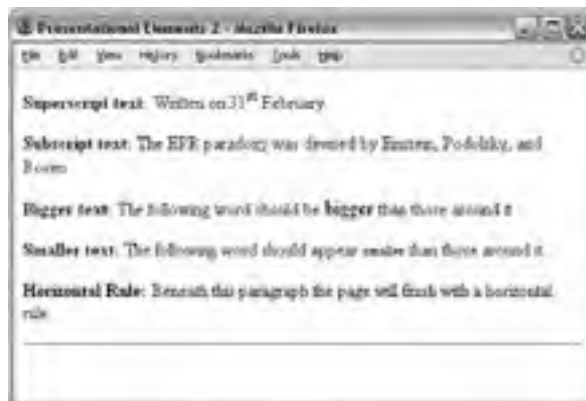 Presentational Elements 2 - Mozilla Firefox
File Edit View History Bookmarks Tools Help
Superscript text: Written on 31st February.
Subscript text: The EPR paradox was devised by Einstein, Podolsky, and
Rosen.
Bigger text: The following word should be bigger than those around it.
Smaller text: The following word should appear smaller than those around it.
Horizontal Rule: Beneath this paragraph the page will finish with a horizontal
rule.